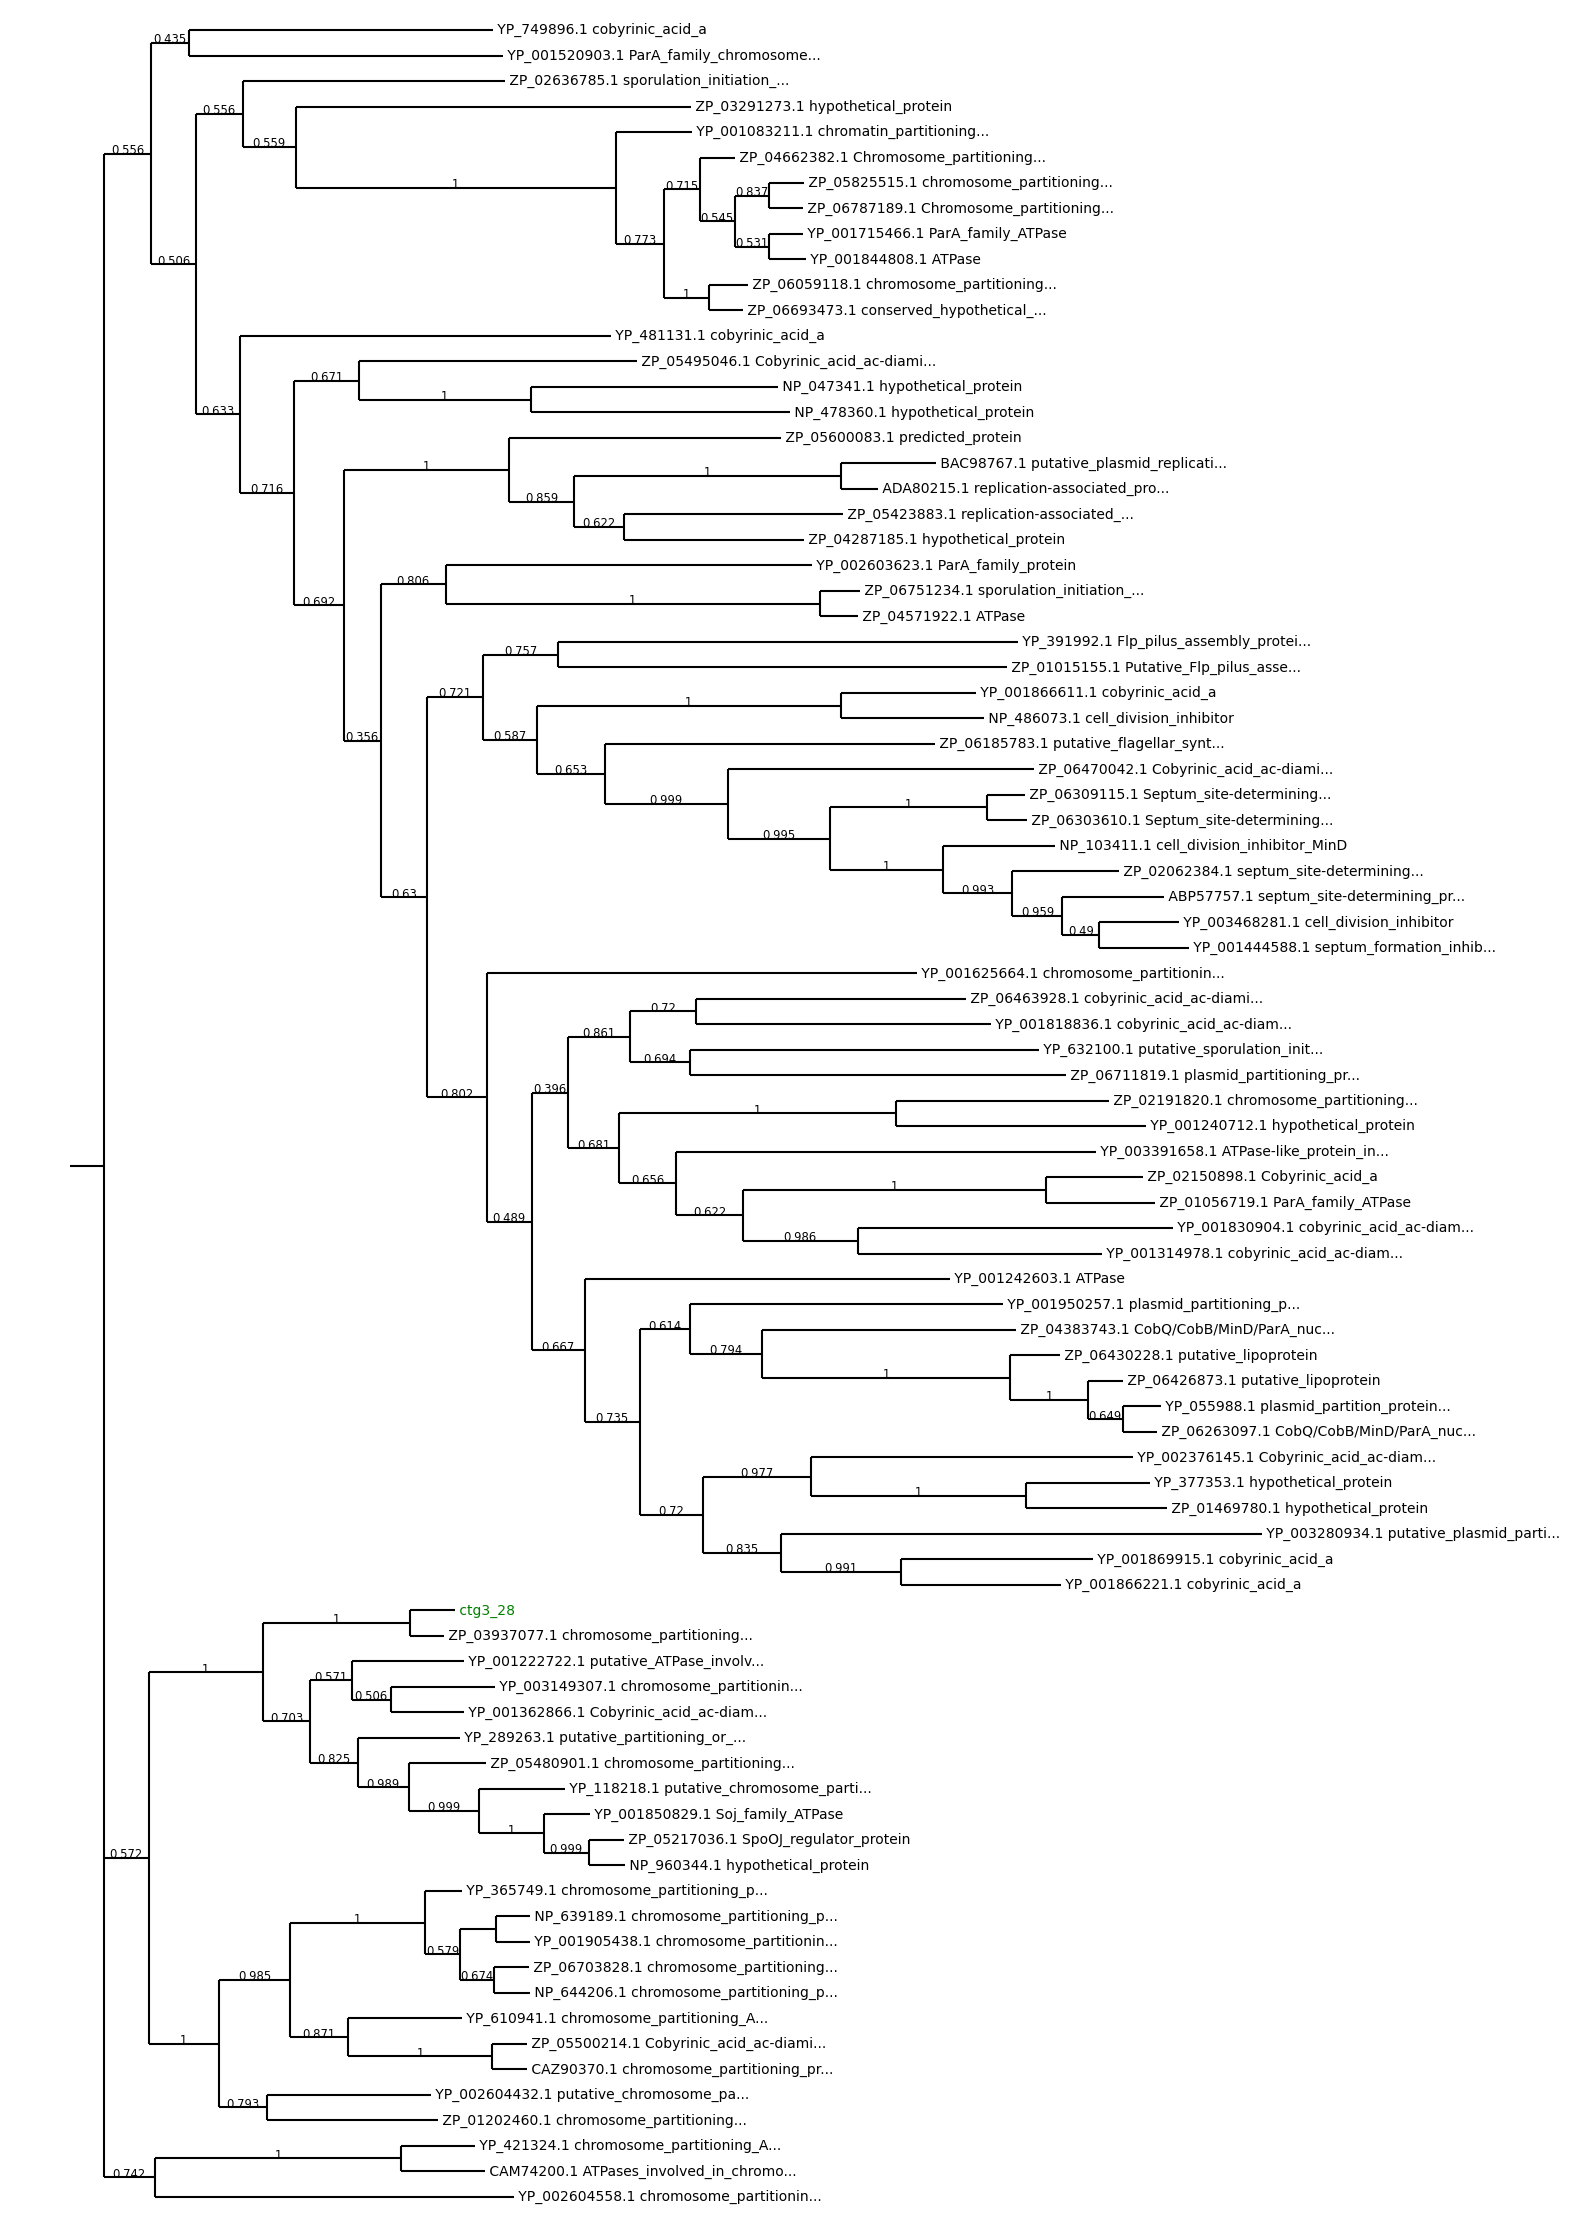 YP_749896.1 cobyrinic_acid_a
0.435
YP_001520903.1 ParA_family_chromosome...
ZP_02636785.1 sporulation_initiation_...
0.556
ZP_03291273.1 hypothetical_protein
YP_001083211.1 chromatin_partitioning...
0.559
0.556
ZP_04662382.1 Chromosome_partitioning...
1
0.715
ZP_05825515.1 chromosome_partitioning...
0.837
ZP_06787189.1 Chromosome_partitioning...
0.545
YP_001715466.1 ParA_family_ATPase
0.773
0.531
YP_001844808.1 ATPase
0.506
ZP_06059118.1 chromosome_partitioning...
1
ZP_06693473.1 conserved_hypothetical_...
YP_481131.1 cobyrinic_acid_a
ZP_05495046.1 Cobyrinic_acid_ac-diami...
0.671
NP_047341.1 hypothetical_protein
1
0.633
NP_478360.1 hypothetical_protein
ZP_05600083.1 predicted_protein
1
BAC98767.1 putative_plasmid_replicati...
1
0.716
ADA80215.1 replication-associated_pro...
0.859
ZP_05423883.1 replication-associated_...
0.622
ZP_04287185.1 hypothetical_protein
YP_002603623.1 ParA_family_protein
0.806
ZP_06751234.1 sporulation_initiation_...
0.692
1
ZP_04571922.1 ATPase
YP_391992.1 Flp_pilus_assembly_protei...
0.757
ZP_01015155.1 Putative_Flp_pilus_asse...
0.721
YP_001866611.1 cobyrinic_acid_a
1
NP_486073.1 cell_division_inhibitor
0.356
0.587
ZP_06185783.1 putative_flagellar_synt...
0.653
ZP_06470042.1 Cobyrinic_acid_ac-diami...
ZP_06309115.1 Septum_site-determining...
0.999
1
ZP_06303610.1 Septum_site-determining...
0.995
NP_103411.1 cell_division_inhibitor_MinD
1
ZP_02062384.1 septum_site-determining...
0.993
0.63
ABP57757.1 septum_site-determining_pr...
0.959
YP_003468281.1 cell_division_inhibitor
0.49
YP_001444588.1 septum_formation_inhib...
YP_001625664.1 chromosome_partitionin...
ZP_06463928.1 cobyrinic_acid_ac-diami...
0.72
YP_001818836.1 cobyrinic_acid_ac-diam...
0.861
YP_632100.1 putative_sporulation_init...
0.694
ZP_06711819.1 plasmid_partitioning_pr...
0.802
0.396
ZP_02191820.1 chromosome_partitioning...
1
YP_001240712.1 hypothetical_protein
0.681
YP_003391658.1 ATPase-like_protein_in...
0.656
ZP_02150898.1 Cobyrinic_acid_a
1
ZP_01056719.1 ParA_family_ATPase
0.489
0.622
YP_001830904.1 cobyrinic_acid_ac-diam...
0.986
YP_001314978.1 cobyrinic_acid_ac-diam...
YP_001242603.1 ATPase
YP_001950257.1 plasmid_partitioning_p...
0.614
ZP_04383743.1 CobQ/CobB/MinD/ParA_nuc...
0.667
0.794
ZP_06430228.1 putative_lipoprotein
1
ZP_06426873.1 putative_lipoprotein
1
YP_055988.1 plasmid_partition_protein...
0.735
0.649
ZP_06263097.1 CobQ/CobB/MinD/ParA_nuc...
YP_002376145.1 Cobyrinic_acid_ac-diam...
0.977
YP_377353.1 hypothetical_protein
1
ZP_01469780.1 hypothetical_protein
0.72
YP_003280934.1 putative_plasmid_parti...
0.835
YP_001869915.1 cobyrinic_acid_a
0.991
YP_001866221.1 cobyrinic_acid_a
ctg3_28
1
ZP_03937077.1 chromosome_partitioning...
1
YP_001222722.1 putative_ATPase_involv...
0.571
YP_003149307.1 chromosome_partitionin...
0.506
YP_001362866.1 Cobyrinic_acid_ac-diam...
0.703
YP_289263.1 putative_partitioning_or_...
0.825
ZP_05480901.1 chromosome_partitioning...
0.989
YP_118218.1 putative_chromosome_parti...
0.999
YP_001850829.1 Soj_family_ATPase
1
ZP_05217036.1 SpoOJ_regulator_protein
0.572
0.999
NP_960344.1 hypothetical_protein
YP_365749.1 chromosome_partitioning_p...
1
NP_639189.1 chromosome_partitioning_p...
YP_001905438.1 chromosome_partitionin...
0.579
ZP_06703828.1 chromosome_partitioning...
0.985
0.674
NP_644206.1 chromosome_partitioning_p...
YP_610941.1 chromosome_partitioning_A...
0.871
1
ZP_05500214.1 Cobyrinic_acid_ac-diami...
1
CAZ90370.1 chromosome_partitioning_pr...
YP_002604432.1 putative_chromosome_pa...
0.793
ZP_01202460.1 chromosome_partitioning...
YP_421324.1 chromosome_partitioning_A...
1
CAM74200.1 ATPases_involved_in_chromo...
0.742
YP_002604558.1 chromosome_partitionin...